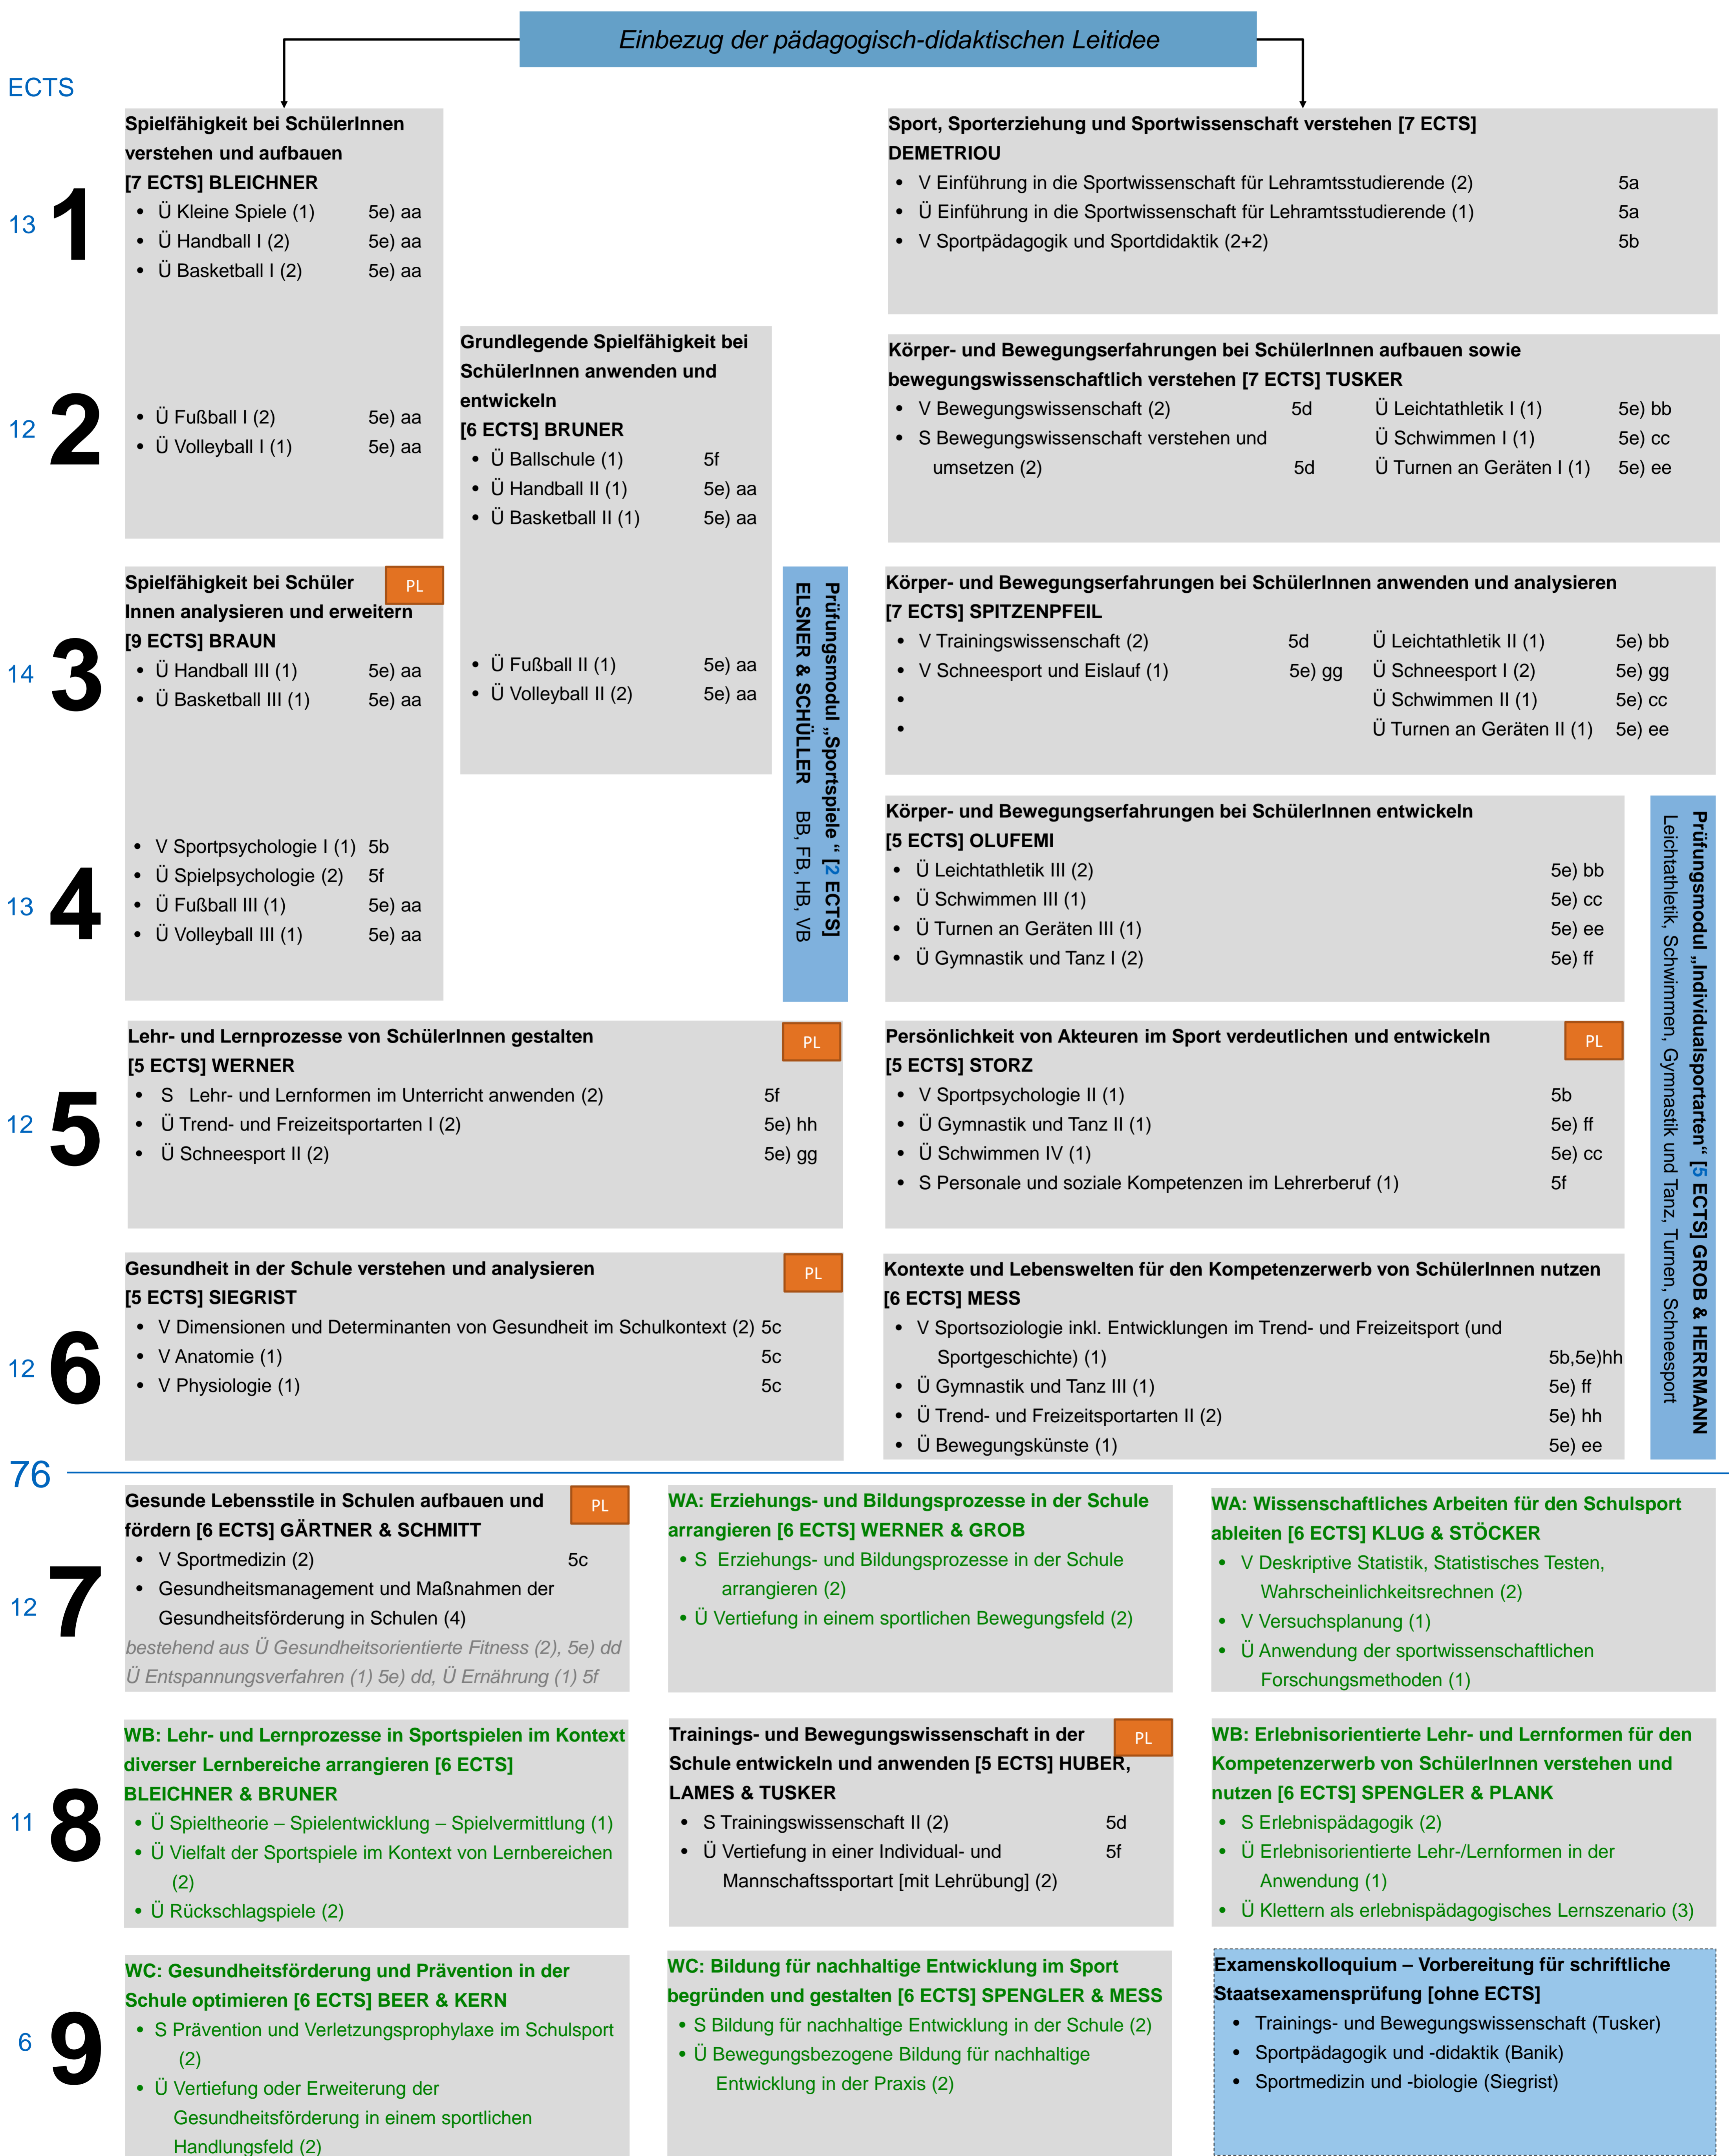 Einbezug der pädagogisch-didaktischen Leitidee
ECTS
13
1
Spielfähigkeit bei SchülerInnen
verstehen und aufbauen
[7 ECTS] BLEICHNER
• Ü Kleine Spiele (1) 5e) aa
• Ü Handball I (2) 5e) aa
• Ü Basketball I (2) 5e) aa
Sport, Sporterziehung und Sportwissenschaft verstehen [7 ECTS]
DEMETRIOU
• V Einführung in die Sportwissenschaft für Lehramtsstudierende (2) 5a
• Ü Einführung in die Sportwissenschaft für Lehramtsstudierende (1) 5a
• V Sportpädagogik und Sportdidaktik (2+2) 5b
12
2
• Ü Fußball I (2) 5e) aa
• Ü Volleyball I (1) 5e) aa
Grundlegende Spielfähigkeit bei
SchülerInnen anwenden und
entwickeln
[6 ECTS] BRUNER
• Ü Ballschule (1) 5f
• Ü Handball II (1) 5e) aa
• Ü Basketball II (1) 5e) aa
Körper- und Bewegungserfahrungen bei SchülerInnen aufbauen sowie
bewegungswissenschaftlich verstehen [7 ECTS] TUSKER
• V Bewegungswissenschaft (2) 5d Ü Leichtathletik I (1) 5e) bb
• S Bewegungswissenschaft verstehen und Ü Schwimmen I (1) 5e) cc
umsetzen (2) 5d Ü Turnen an Geräten I (1) 5e) ee
14
3
Spielfähigkeit bei Schüler
PL
Innen analysieren und erweitern
[9 ECTS] BRAUN
• Ü Handball III (1) 5e) aa
• Ü Basketball III (1) 5e) aa
• Ü Fußball II (1) 5e) aa
• Ü Volleyball II (2) 5e) aa
Prüfungsmodul „Sportspiele “ [2 ECTS]
ELSNER & SCHÜLLER BB, FB, HB, VB
Körper- und Bewegungserfahrungen bei SchülerInnen anwenden und analysieren
[7 ECTS] SPITZENPFEIL
• V Trainingswissenschaft (2) 5d Ü Leichtathletik II (1) 5e) bb
• V Schneesport und Eislauf (1) 5e) gg Ü Schneesport I (2) 5e) gg
• Ü Schwimmen II (1) 5e) cc
• Ü Turnen an Geräten II (1) 5e) ee
13
4
• V Sportpsychologie I (1) 5b
• Ü Spielpsychologie (2) 5f
• Ü Fußball III (1) 5e) aa
• Ü Volleyball III (1) 5e) aa
Körper- und Bewegungserfahrungen bei SchülerInnen entwickeln
[5 ECTS] OLUFEMI
• Ü Leichtathletik III (2) 5e) bb
• Ü Schwimmen III (1) 5e) cc
• Ü Turnen an Geräten III (1) 5e) ee
• Ü Gymnastik und Tanz I (2) 5e) ff
Prüfungsmodul „Individualsportarten“ [5 ECTS] GROB & HERRMANN
Leichtathletik, Schwimmen, Gymnastik und Tanz, Turnen, Schneesport
12
5
Lehr- und Lernprozesse von SchülerInnen gestalten
PL
[5 ECTS] WERNER
• S Lehr- und Lernformen im Unterricht anwenden (2) 5f
• Ü Trend- und Freizeitsportarten I (2) 5e) hh
• Ü Schneesport II (2) 5e) gg
Persönlichkeit von Akteuren im Sport verdeutlichen und entwickeln
PL
[5 ECTS] STORZ
• V Sportpsychologie II (1) 5b
• Ü Gymnastik und Tanz II (1) 5e) ff
• Ü Schwimmen IV (1) 5e) cc
• S Personale und soziale Kompetenzen im Lehrerberuf (1) 5f
12
6
Gesundheit in der Schule verstehen und analysieren
PL
[5 ECTS] SIEGRIST
• V Dimensionen und Determinanten von Gesundheit im Schulkontext (2) 5c
• V Anatomie (1) 5c
• V Physiologie (1) 5c
Kontexte und Lebenswelten für den Kompetenzerwerb von SchülerInnen nutzen
[6 ECTS] MESS
• V Sportsoziologie inkl. Entwicklungen im Trend- und Freizeitsport (und
Sportgeschichte) (1) 5b,5e)hh
• Ü Gymnastik und Tanz III (1) 5e) ff
• Ü Trend- und Freizeitsportarten II (2) 5e) hh
• Ü Bewegungskünste (1) 5e) ee
76
12
7
Gesunde Lebensstile in Schulen aufbauen und
PL
fördern [6 ECTS] GÄRTNER & SCHMITT
• V Sportmedizin (2) 5c
• Gesundheitsmanagement und Maßnahmen der
Gesundheitsförderung in Schulen (4)
bestehend aus Ü Gesundheitsorientierte Fitness (2), 5e) dd
Ü Entspannungsverfahren (1) 5e) dd, Ü Ernährung (1) 5f
WA: Erziehungs- und Bildungsprozesse in der Schule
arrangieren [6 ECTS] WERNER & GROB
• S Erziehungs- und Bildungsprozesse in der Schule
arrangieren (2)
• Ü Vertiefung in einem sportlichen Bewegungsfeld (2)
WA: Wissenschaftliches Arbeiten für den Schulsport
ableiten [6 ECTS] KLUG & STÖCKER
• V Deskriptive Statistik, Statistisches Testen,
Wahrscheinlichkeitsrechnen (2)
• V Versuchsplanung (1)
• Ü Anwendung der sportwissenschaftlichen
Forschungsmethoden (1)
11
8
WB: Lehr- und Lernprozesse in Sportspielen im Kontext
diverser Lernbereiche arrangieren [6 ECTS]
BLEICHNER & BRUNER
• Ü Spieltheorie – Spielentwicklung – Spielvermittlung (1)
• Ü Vielfalt der Sportspiele im Kontext von Lernbereichen
(2)
• Ü Rückschlagspiele (2)
Trainings- und Bewegungswissenschaft in der
PL
Schule entwickeln und anwenden [5 ECTS] HUBER,
LAMES & TUSKER
• S Trainingswissenschaft II (2) 5d
• Ü Vertiefung in einer Individual- und 5f
Mannschaftssportart [mit Lehrübung] (2)
WB: Erlebnisorientierte Lehr- und Lernformen für den
Kompetenzerwerb von SchülerInnen verstehen und
nutzen [6 ECTS] SPENGLER & PLANK
• S Erlebnispädagogik (2)
• Ü Erlebnisorientierte Lehr-/Lernformen in der
Anwendung (1)
• Ü Klettern als erlebnispädagogisches Lernszenario (3)
6
9
WC: Gesundheitsförderung und Prävention in der
Schule optimieren [6 ECTS] BEER & KERN
• S Prävention und Verletzungsprophylaxe im Schulsport
(2)
• Ü Vertiefung oder Erweiterung der
Gesundheitsförderung in einem sportlichen
Handlungsfeld (2)
WC: Bildung für nachhaltige Entwicklung im Sport
begründen und gestalten [6 ECTS] SPENGLER & MESS
• S Bildung für nachhaltige Entwicklung in der Schule (2)
• Ü Bewegungsbezogene Bildung für nachhaltige
Entwicklung in der Praxis (2)
Examenskolloquium – Vorbereitung für schriftliche
Staatsexamensprüfung [ohne ECTS]
• Trainings- und Bewegungswissenschaft (Tusker)
• Sportpädagogik und -didaktik (Banik)
• Sportmedizin und -biologie (Siegrist)